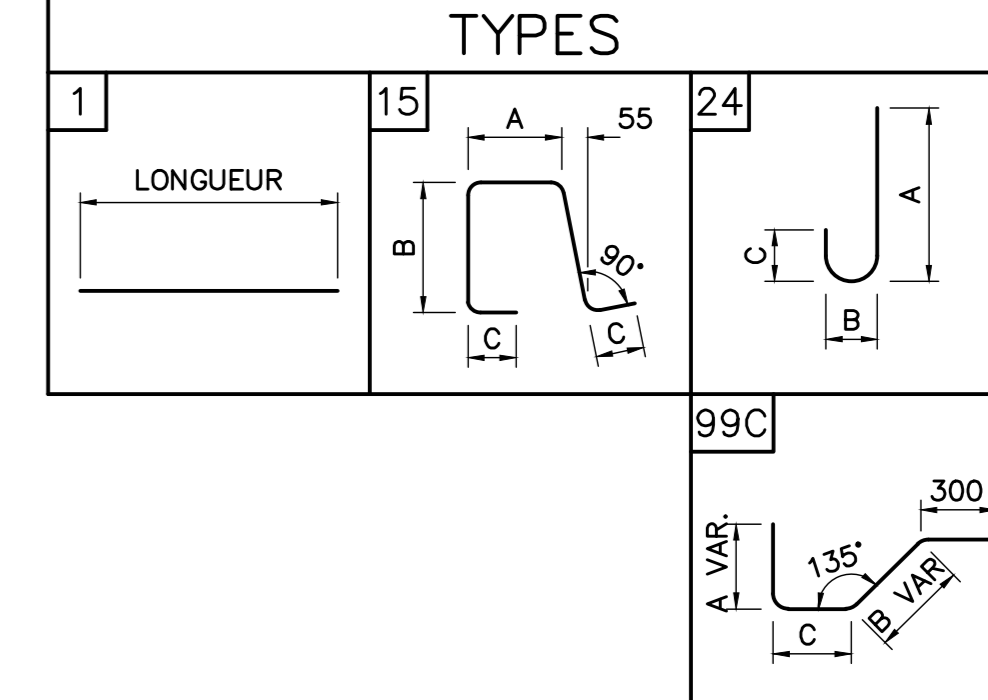 TYPES
1
LONGUEUR
15
A
55
B
90°
C
C
24
A
C
B
99C
300
A VAR.
135°
B VAR
C